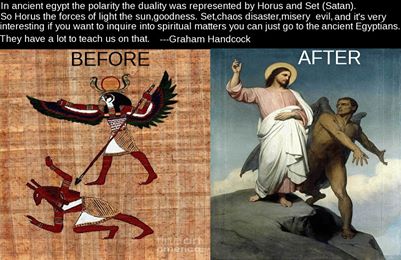 In ancient egypt the polarity the duality was represented by Horus and Set (Satan).
So Horus the forces of light the sun,goodness. Set,chaos disaster,misery evil,and it's very
interesting if you want to inquire into spiritual matters you can just go to the ancient Egyptians.
They have a lot to teach us on that. ---Graham Handcock
BEFORE
AFTER
fine art
america